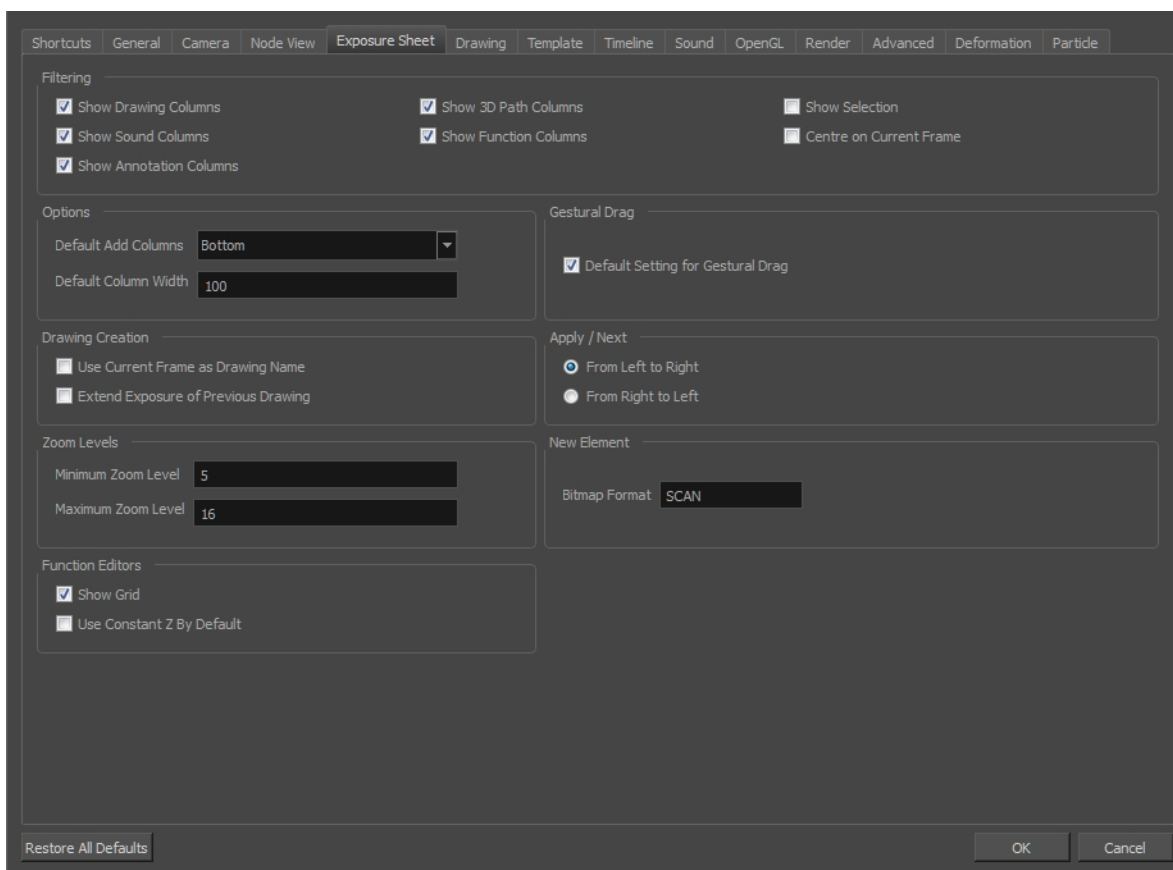 Shortcuts General Camera Node View Exposure Sheet Drawing Template Timeline Sound OpenGL Render Advanced Deformation Particle
Filtering
Show Drawing Columns Show 3D Path Columns Show Selection
Show Sound Columns Show Function Columns Centre on Current Frame
Show Annotation Columns
Options
Default Add Columns Bottom
Default Column Width 100
Gestural Drag
Default Setting for Gestural Drag
Drawing Creation
Use Current Frame as Drawing Name
Extend Exposure of Previous Drawing
Apply / Next
From Left to Right
From Right to Left
Zoom Levels
Minimum Zoom Level 5
Maximum Zoom Level 16
New Element
Bitmap Format SCAN
Function Editors
Show Grid
Use Constant Z By Default
Restore All Defaults OK Cancel